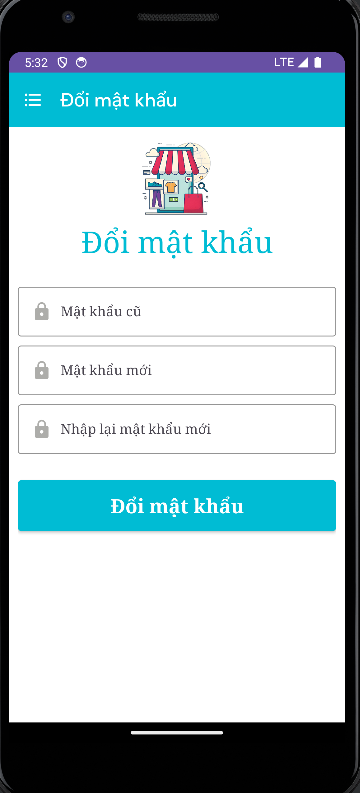 5:32
LTE
Đổi mật khẩu
Đổi mật khẩu
Mật khẩu cũ
Mật khẩu mới
Nhập lại mật khẩu mới
Đổi mật khẩu